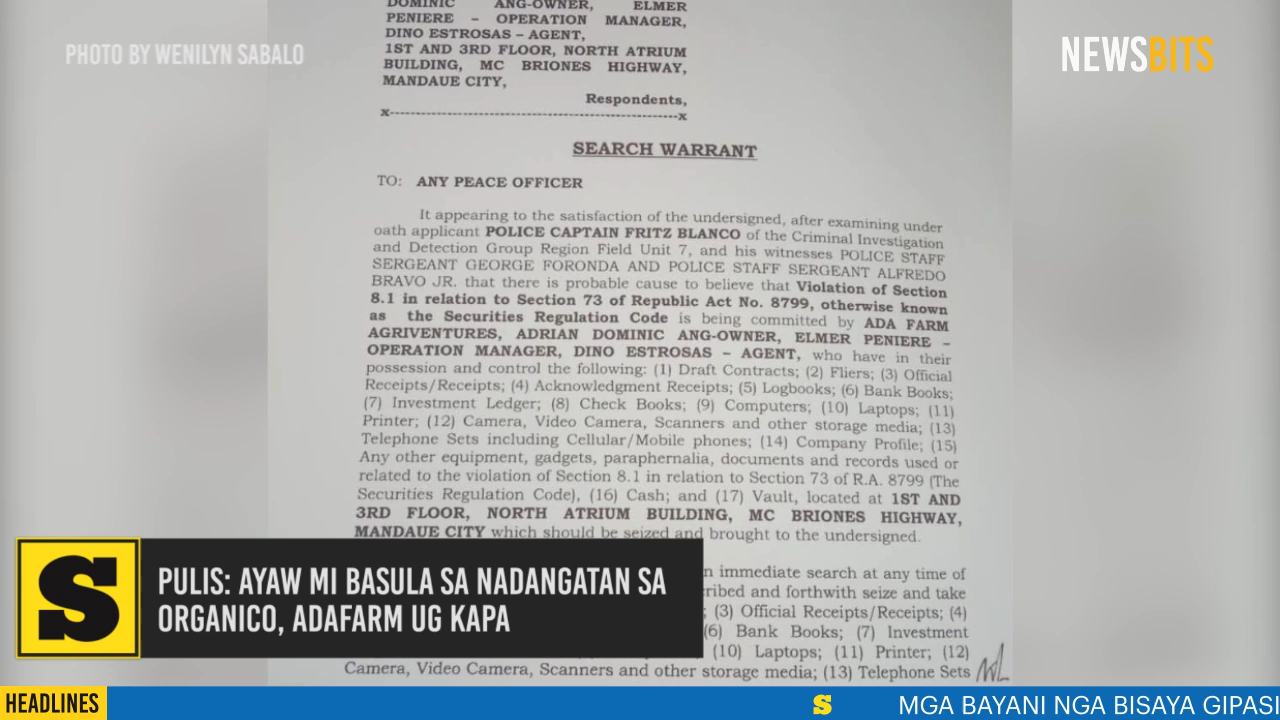 DOMINIC ANG-OWNER, ELMER
PENIERE – OPERATION MANAGER,
DINO ESTROSAS – AGENT,
1ST AND 3RD FLOOR, NORTH ATRIUM
BUILDING, MC BRIONES HIGHWAY,
MANDAUE CITY,
Respondents,
x------------------------------------------------x
PHOTO BY WENILYN SABALO
NEWSBITS
SEARCH WARRANT
TO: ANY PEACE OFFICER
It appearing to the satisfaction of the undersigned, after examining under
oath applicant POLICE CAPTAIN FRITZ BLANCO of the Criminal Investigation
and Detection Group Region Field Unit 7, and his witnesses POLICE STAFF
SERGEANT GEORGE FORONDA AND POLICE STAFF SERGEANT ALFREDO
BRAVO JR. that there is probable cause to believe that Violation of Section
8.1 in relation to Section 73 of Republic Act No. 8799, otherwise known
as the Securities Regulation Code is being committed by ADA FARM
AGRIVENTURES, ADRIAN DOMINIC ANG-OWNER, ELMER PENIERE –
OPERATION MANAGER, DINO ESTROSAS – AGENT, who have in their
possession and control the following: (1) Draft Contracts; (2) Fliers; (3) Official
Receipts/Receipts; (4) Acknowledgment Receipts; (5) Logbooks; (6) Bank Books;
(7) Investment Ledger; (8) Check Books; (9) Computers; (10) Laptops; (11)
Printer; (12) Camera, Video Camera, Scanners and other storage media; (13)
Telephone Sets including Cellular/Mobile phones; (14) Company Profile; (15)
Any other equipment, gadgets, paraphernalia, documents and records used or
related to the violation of Section 8.1 in relation to Section 73 of R.A. 8799 (The
Securities Regulation Code), (16) Cash; and (17) Vault, located at 1ST AND
3RD FLOOR, NORTH ATRIUM BUILDING, MC BRIONES HIGHWAY,
MANDAUE CITY which should be seized and brought to the undersigned.
immediate search at any time of
and forthwith seize and take
(3) Official Receipts/Receipts; (4)
(6) Bank Books; (7) Investment
(10) Laptops; (11) Printer; (12)
Camera, Video Camera, Scanners and other storage media; (13) Telephone Sets
S
PULIS: AYAW MI BASULA SA NADANGATAN SA
ORGANICO, ADAFARM UG KAPA
HEADLINES
S MGA BAYANI NGA BISAYA GIPASI